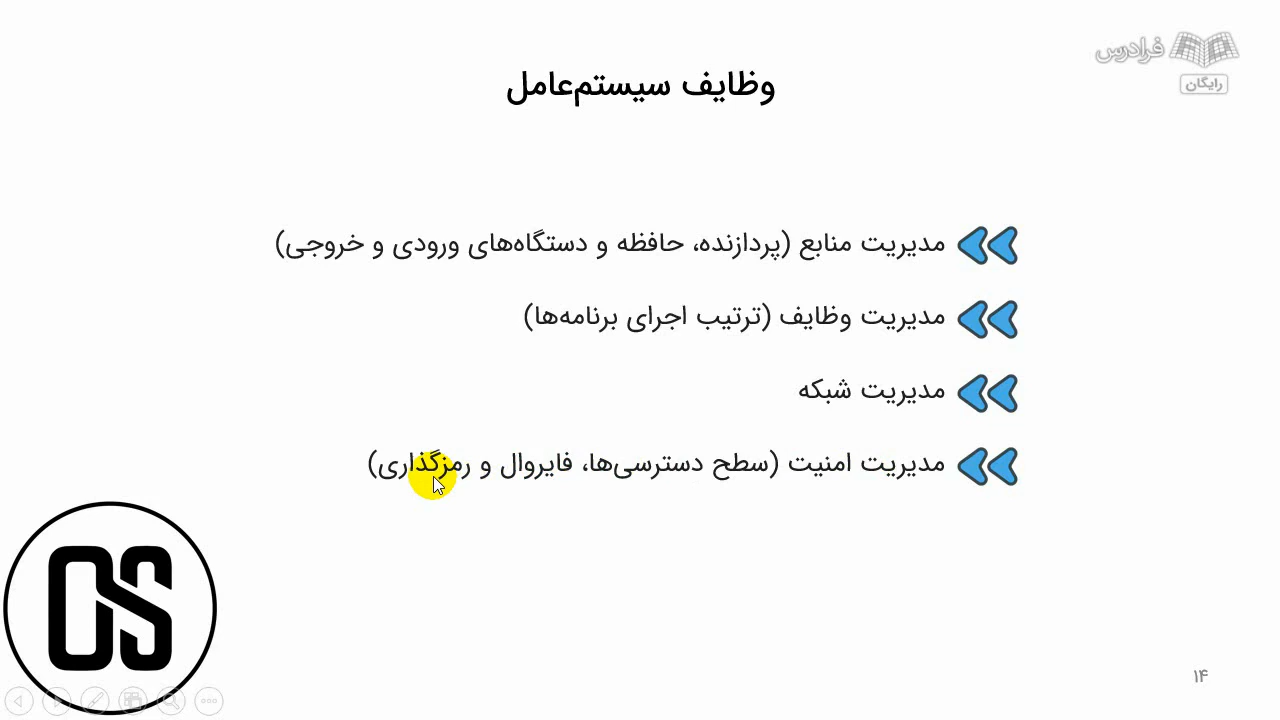 فرادرس
رایگان
وظایف سیستم‌عامل
مدیریت منابع (پردازنده، حافظه و دستگاه‌های ورودی و خروجی)
مدیریت وظایف (ترتیب اجرای برنامه‌ها)
مدیریت شبکه
مدیریت امنیت (سطح دسترسی‌ها، فایروال و رمزگذاری)
OS
۱۴